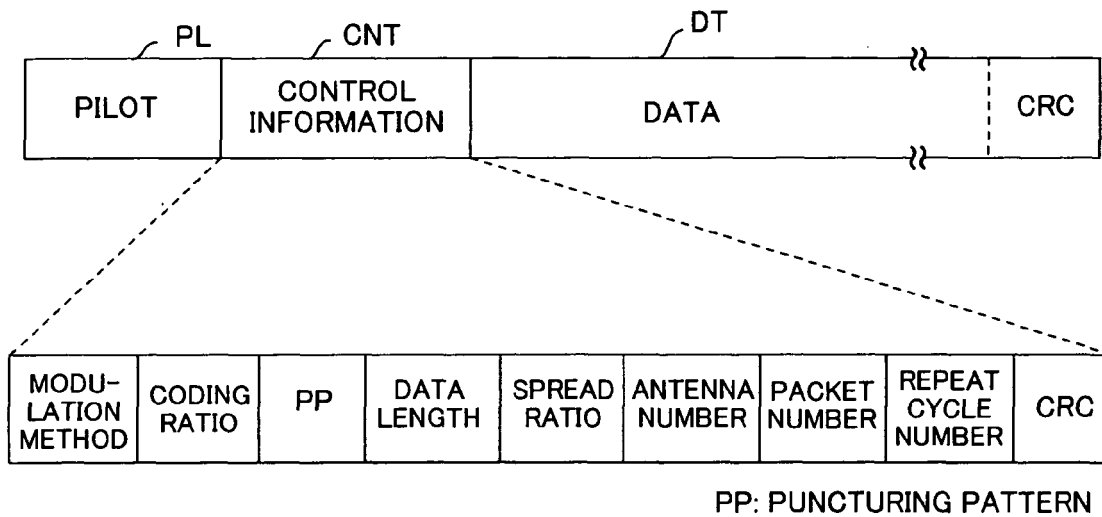 PL
CNT
DT
PILOT
CONTROL
INFORMATION
DATA
CRC
MODU-
LATION
METHOD
CODING
RATIO
PP
DATA
LENGTH
SPREAD
RATIO
ANTENNA
NUMBER
PACKET
NUMBER
REPEAT
CYCLE
NUMBER
CRC
PP: PUNCTURING PATTERN